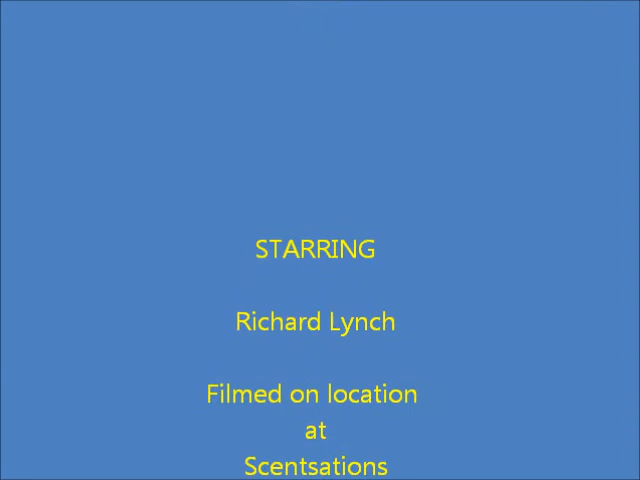 STARRING
Richard Lynch
Filmed on location
at
Scentsations